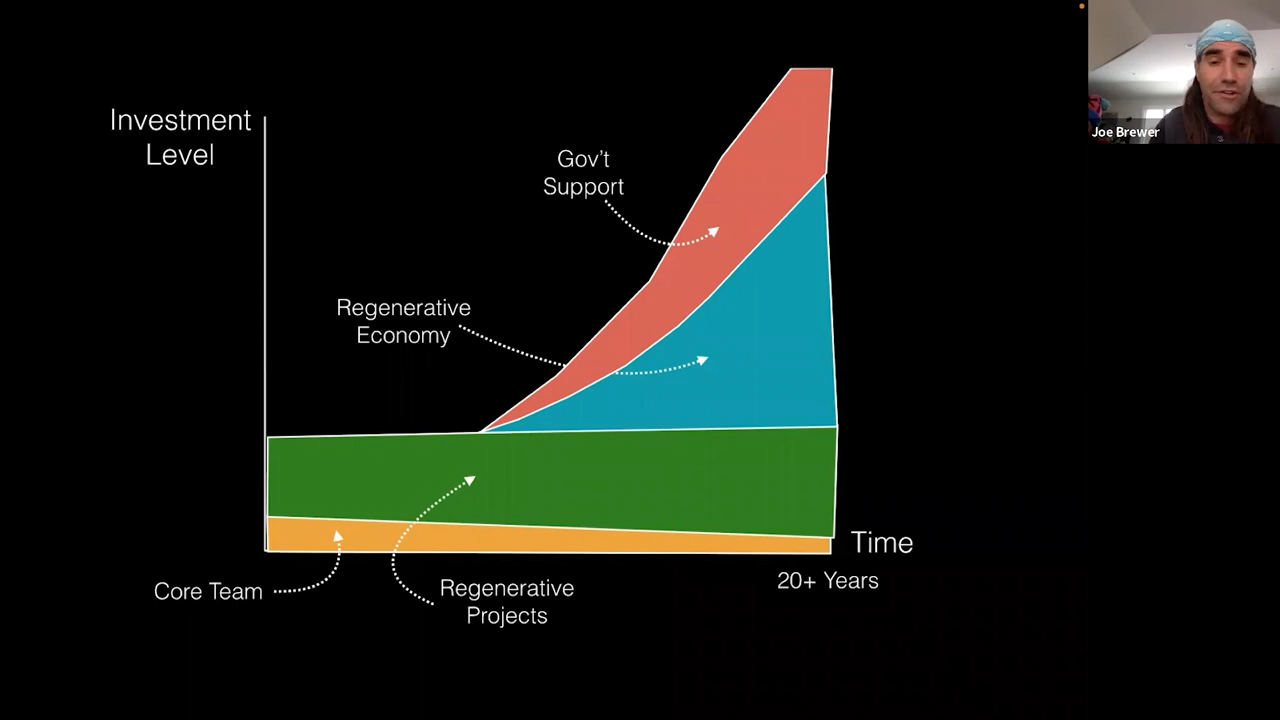 Investment
Level
Gov't
Support
Regenerative
Economy
Core Team
Regenerative
Projects
Time
20+ Years
Joe Brewer